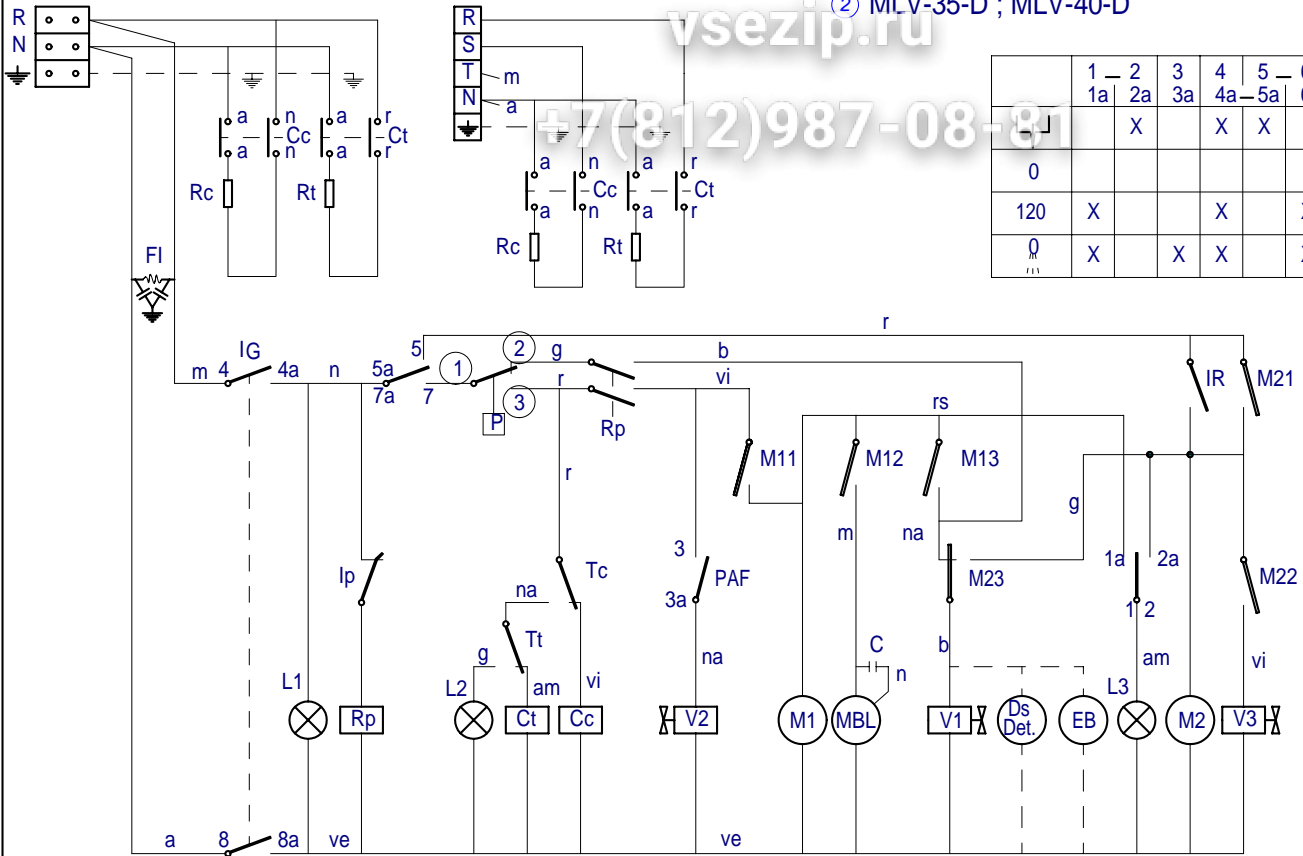 ② MLV-35-D ; MLV-40-D
vsezip.ru
+7(812)987-08-81
R
N
a n a r
Cc Ct
a n a r
Rc Rt
R
S
T m
N a
a n a r
Cc Ct
a n a r
Rc Rt
1 – 2 3 4 5 –
1a 2a 3a 4a – 5a
X X X
0
120 X X
0 X X X
FI
r
m 4 IG 4a n 5a 5 1 2 g b
7a 7 3 r vi
P Rp
IR M21
rs
M11 M12 M13
r m na g
Ip Tc 3 PAF 3a
M23 1a 2a M22
1 2
na Tt
g am vi na C n b am vi
L1 L2 L3
Rp Ct Cc V2 M1 MBL V1 Ds Det. EB M2 V3
a 8 8a ve ve